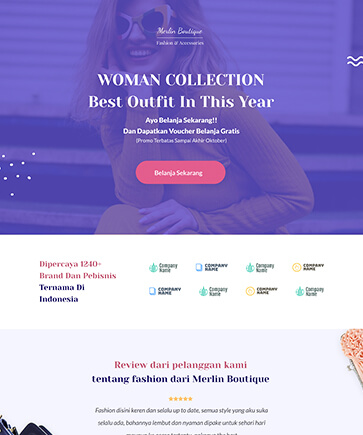 Merlin Boutique
Fashion & Accessories
WOMAN COLLECTION
Best Outfit In This Year
Ayo Belanja Sekarang!!
Dan Dapatkan Voucher Belanja Gratis
(Promo Terbatas Sampai Akhir Oktober)
Belanja Sekarang
Dipercaya 1240+
Brand Dan Pebisnis
Ternama Di
Indonesia
Company Name
COMPANY NAME
Company Name
COMPANY NAME
COMPANY NAME
Company Name
COMPANY NAME
Company Name
Review dari pelanggan kami
tentang fashion dari Merlin Boutique
Fashion disini keren dan selalu up to date, semua style yang aku suka
selalu ada, bahannya lembut dan nyaman dipake untuk sehari hari